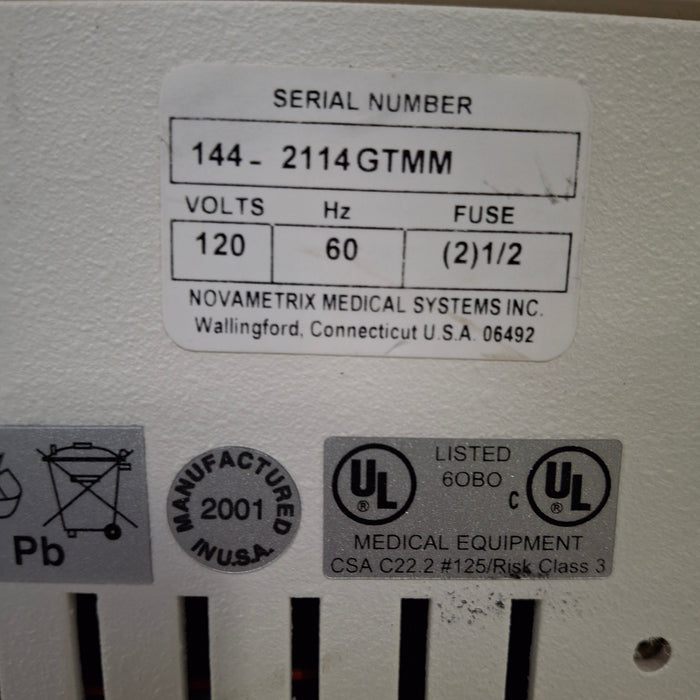 SERIAL NUMBER
144- 2114GTMM
VOLTS Hz FUSE
120 60 (2)1/2
NOVAMETRIX MEDICAL SYSTEMS INC.
Wallingford, Connecticut U.S.A. 06492
Pb
MANUFACTURED
2001
IN U.S.A.
UL
®
LISTED
6OBO
C
UL
®
MEDICAL EQUIPMENT
CSA C22.2 #125/Risk Class 3